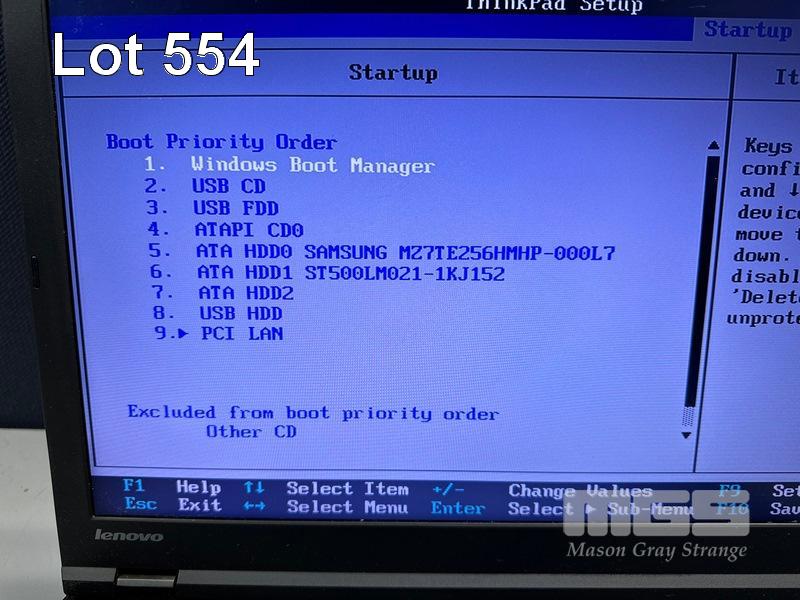 ThinkPad Setup
Lot 554
Startup
Startup
It
Boot Priority Order
1. Windows Boot Manager
2. USB CD
3. USB FDD
4. ATAPI CD0
5. ATA HDD0 SAMSUNG MZ7TE256HMHP-000L7
6. ATA HDD1 ST500LM021-1KJ152
7. ATA HDD2
8. USB HDD
9.▸ PCI LAN
Excluded from boot priority order
Other CD
Keys
confi
and ↓
devic
move t
down.
disabl
'Delet
unprote
F1 Help ↑↓ Select Item +/- Change Values F9 Set
Esc Exit ←→ Select Menu Enter Select ▸ Sub-Menu F10 Sav
MGS
Mason Gray Strange
lenovo